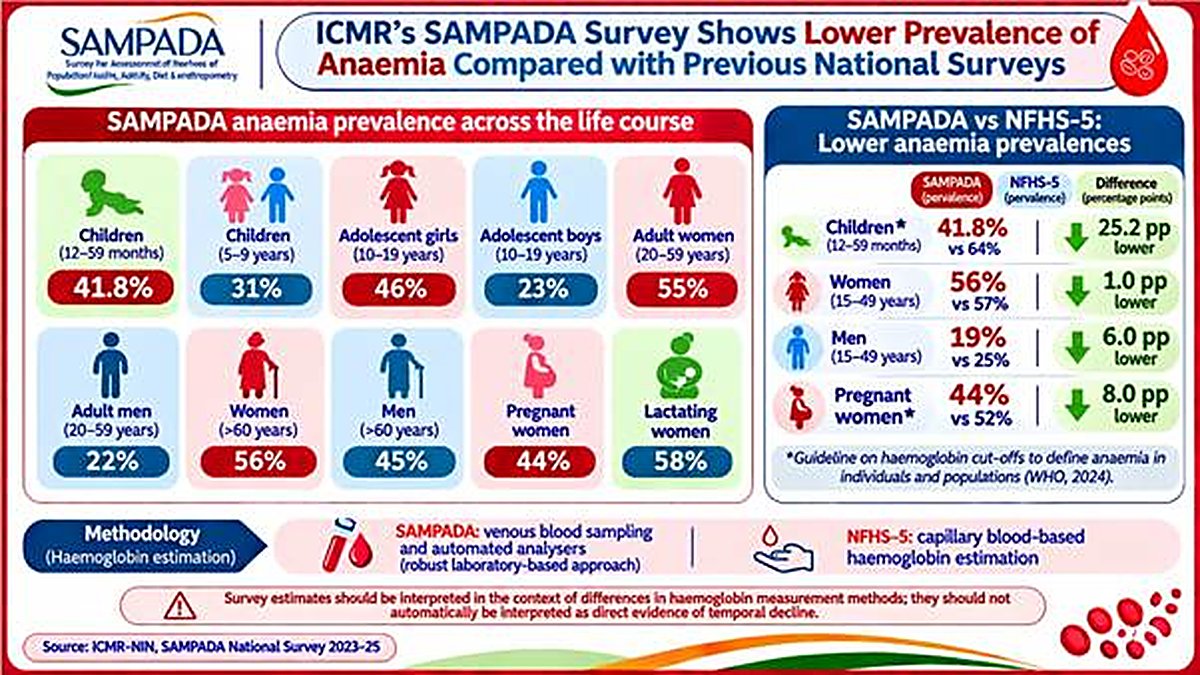 SAMPADA
Survey for Assessment of
Population
ICMR's SAMPADA Survey Shows Lower Prevalence of
Anaemia Compared with Previous National Surveys
SAMPADA anaemia prevalence across the life course
Children
(12–59 months)
41.8%
Children
(5–9 years)
31%
Adolescent girls
(10–19 years)
46%
Adolescent boys
(10–19 years)
23%
Adult women
(20–59 years)
55%
Adult men
(20–59 years)
22%
Women
(>60 years)
56%
Men
(>60 years)
45%
Pregnant
women
44%
Lactating
women
58%
SAMPADA vs NFHS-5:
Lower anaemia prevalences
SAMPADA
(pervalence)
NFHS-5
(pervalence)
Difference
(percentage points)
Children*
(12–59 months)
41.8%
vs 64%
25.2 pp
lower
Women
(15–49 years)
56%
vs 57%
1.0 pp
lower
Men
(15–49 years)
19%
vs 25%
6.0 pp
lower
Pregnant
women*
44%
vs 52%
8.0 pp
lower
*Guideline on haemoglobin cut-offs to define anaemia in
individuals and populations (WHO, 2024).
Methodology
(Haemoglobin estimation)
SAMPADA: venous blood sampling
and automated analysers
(robust laboratory-based approach)
NFHS-5: capillary blood-based
haemoglobin estimation
Survey estimates should be interpreted in the context of differences in haemoglobin measurement methods; they should not
automatically be interpreted as direct evidence of temporal decline.
Source: ICMR-NIN, SAMPADA National Survey 2023-25